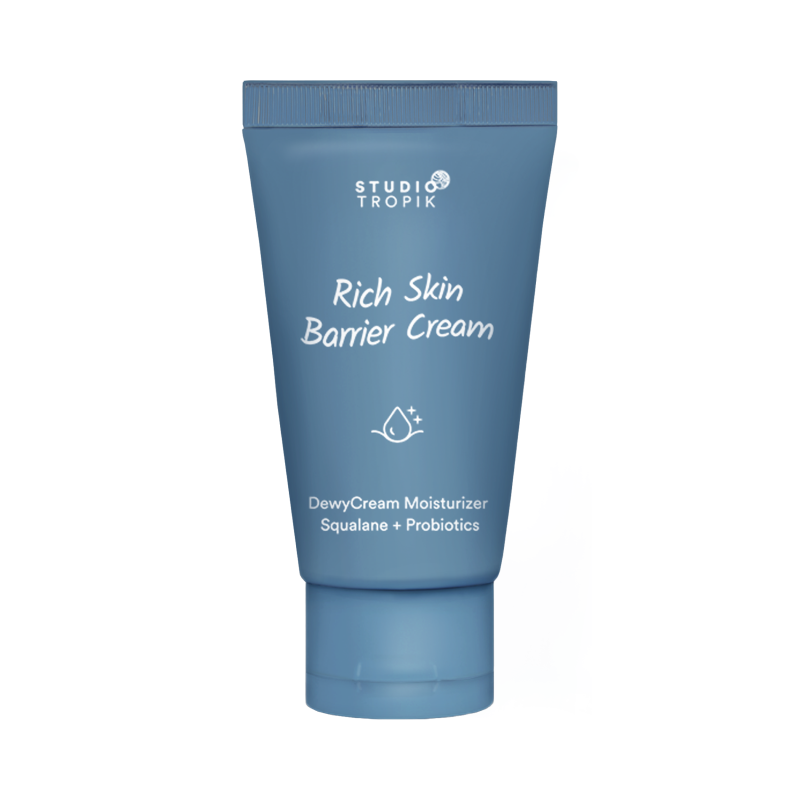 STUDIO
TROPIK
Rich Skin
Barrier Cream
DewyCream Moisturizer
Squalane + Probiotics